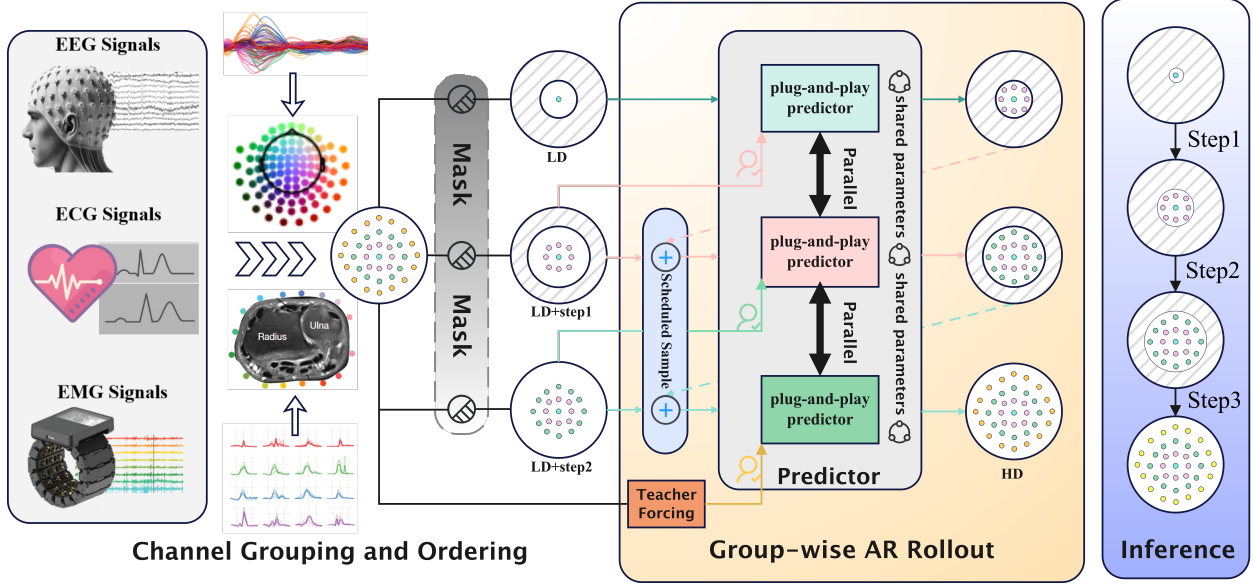 EEG Signals
ECG Signals
EMG Signals
Radius
Ulna
Channel Grouping and Ordering
Mask
Mask
LD
LD+step1
LD+step2
Scheduled Sample
Teacher
Forcing
plug-and-play
predictor
Parallel
plug-and-play
predictor
Parallel
plug-and-play
predictor
shared parameters
shared parameters
Predictor
HD
Group-wise AR Rollout
Step1
Step2
Step3
Inference